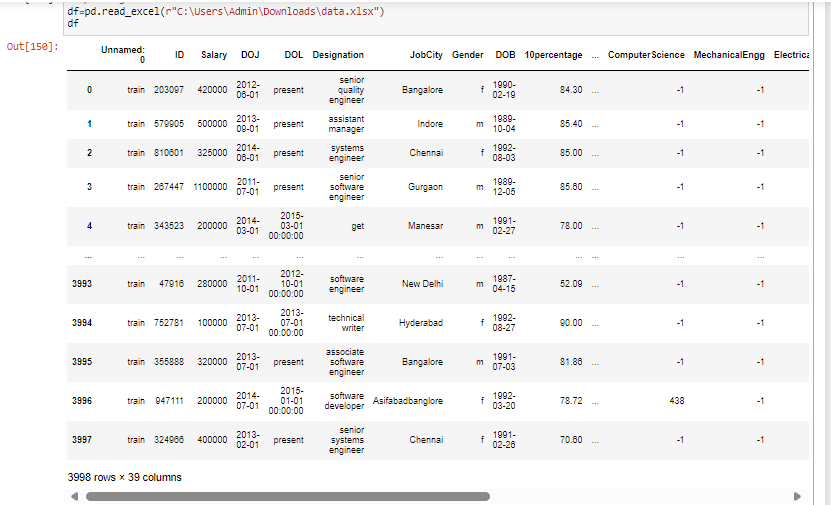 df=pd.read_excel(r"C:\Users\Admin\Downloads\data.xlsx")
df
Out[150]:
Unnamed: 0 ID Salary DOJ DOL Designation JobCity Gender DOB 10percentage ... ComputerScience MechanicalEngg Electrica
0 train 203097 420000 2012-06-01 present senior quality engineer Bangalore f 1990-02-19 84.30 ... -1 -1
1 train 579905 500000 2013-09-01 present assistant manager Indore m 1989-10-04 85.40 ... -1 -1
2 train 810601 325000 2014-06-01 present systems engineer Chennai f 1992-08-03 85.00 ... -1 -1
3 train 267447 1100000 2011-07-01 present senior software engineer Gurgaon m 1989-12-05 85.60 ... -1 -1
4 train 343523 200000 2014-03-01 2015-03-01 00:00:00 get Manesar m 1991-02-27 78.00 ... -1 -1
... ... ... ... ... ... ... ... ... ... ... ... ... ...
3993 train 47916 280000 2011-10-01 2012-10-01 00:00:00 software engineer New Delhi m 1987-04-15 52.09 ... -1 -1
3994 train 752781 100000 2013-07-01 2013-07-01 00:00:00 technical writer Hyderabad f 1992-08-27 90.00 ... -1 -1
3995 train 355888 320000 2013-07-01 present associate software engineer Bangalore m 1991-07-03 81.86 ... -1 -1
3996 train 947111 200000 2014-07-01 2015-01-01 00:00:00 software developer Asifabadbanglore f 1992-03-20 78.72 ... 438 -1
3997 train 324966 400000 2013-02-01 present senior systems engineer Chennai f 1991-02-26 70.60 ... -1 -1
3998 rows × 39 columns